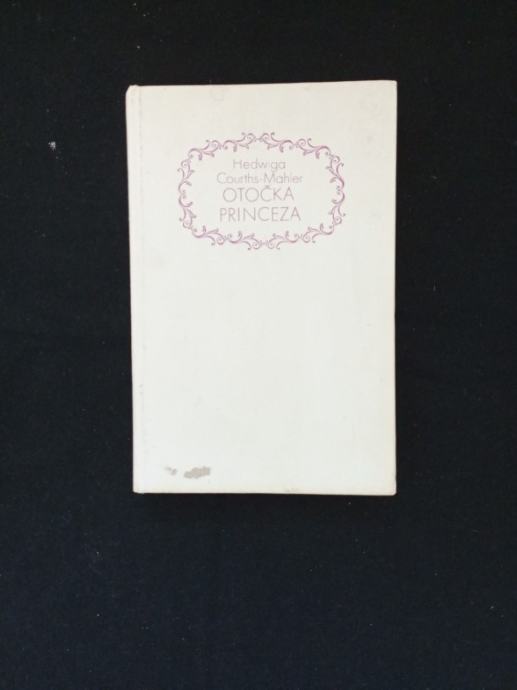 Hedwiga
Courths-Mahler
OTOČKA
PRINCEZA